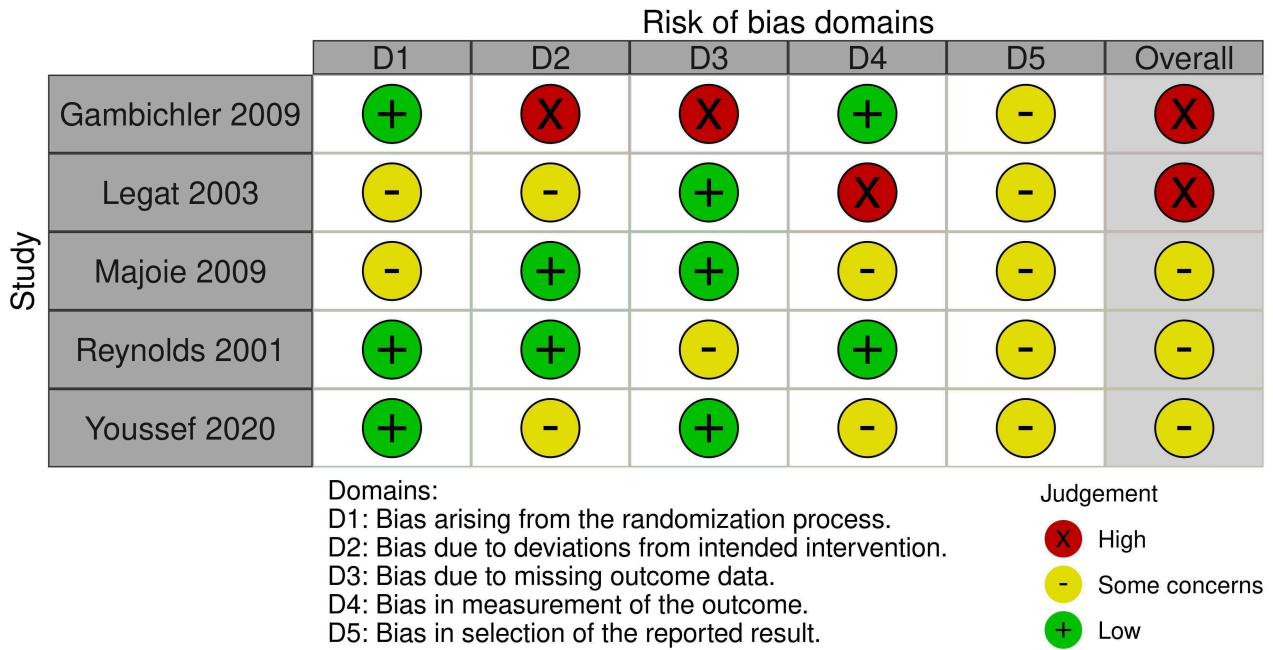 Risk of bias domains
D1 D2 D3 D4 D5 Overall
Study
Gambichler 2009 + X X + - X
Legat 2003 - - + X - X
Majoie 2009 - + + - - -
Reynolds 2001 + + - + - -
Youssef 2020 + - + - - -
Domains:
D1: Bias arising from the randomization process.
D2: Bias due to deviations from intended intervention.
D3: Bias due to missing outcome data.
D4: Bias in measurement of the outcome.
D5: Bias in selection of the reported result.
Judgement
X High
- Some concerns
+ Low